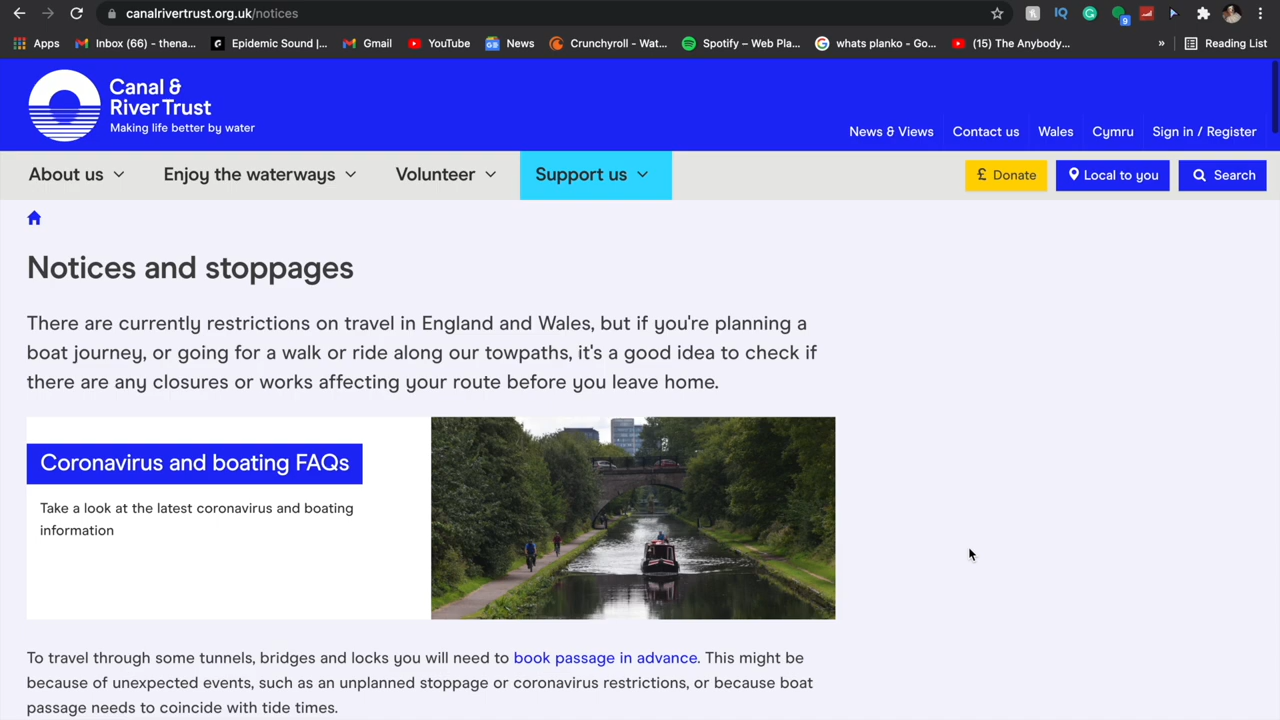 canalrivertrust.org.uk/notices
9
Apps
Inbox (66) - thena...
Epidemic Sound |...
Gmail
YouTube
News
Crunchyroll - Wat...
Spotify – Web Pla...
whats planko - Go...
(15) The Anybody...
»
Reading List
Canal &
River Trust
Making life better by water
News & Views
Contact us
Wales
Cymru
Sign in / Register
About us
Enjoy the waterways
Volunteer
Support us
£ Donate
Local to you
Search
Notices and stoppages
There are currently restrictions on travel in England and Wales, but if you're planning a
boat journey, or going for a walk or ride along our towpaths, it's a good idea to check if
there are any closures or works affecting your route before you leave home.
Coronavirus and boating FAQs
Take a look at the latest coronavirus and boating
information
To travel through some tunnels, bridges and locks you will need to book passage in advance. This might be
because of unexpected events, such as an unplanned stoppage or coronavirus restrictions, or because boat
passage needs to coincide with tide times.